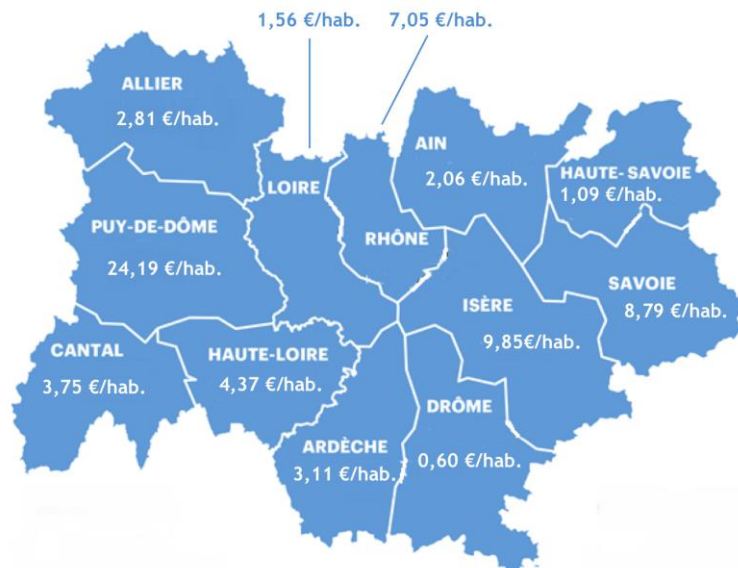 1,56 €/hab.
7,05 €/hab.
ALLIER
2,81 €/hab.
AIN
2,06 €/hab.
HAUTE- SAVOIE
1,09 €/hab.
LOIRE
PUY-DE-DÔME
24,19 €/hab.
RHÔNE
SAVOIE
8,79 €/hab.
ISÈRE
9,85€/hab.
CANTAL
3,75 €/hab.
HAUTE-LOIRE
4,37 €/hab.
DRÔME
0,60 €/hab.
ARDÈCHE
3,11 €/hab.